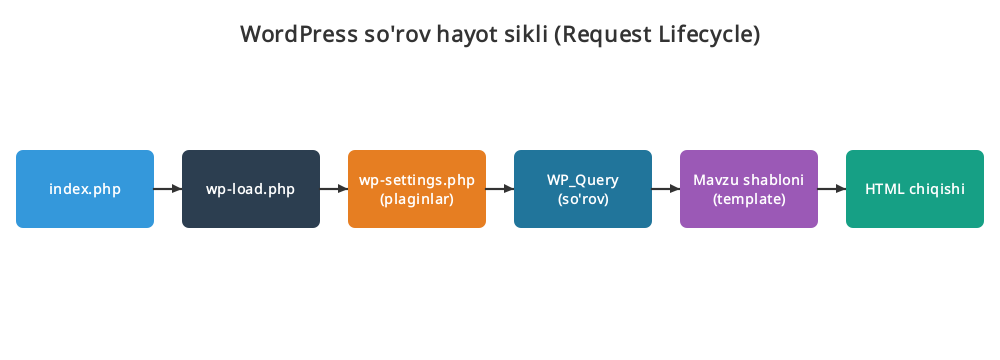 WordPress so'rov hayot sikli (Request Lifecycle)
index.php
wp-load.php
wp-settings.php
(plaginlar)
WP_Query
(so'rov)
Mavzu shabloni
(template)
HTML chiqishi